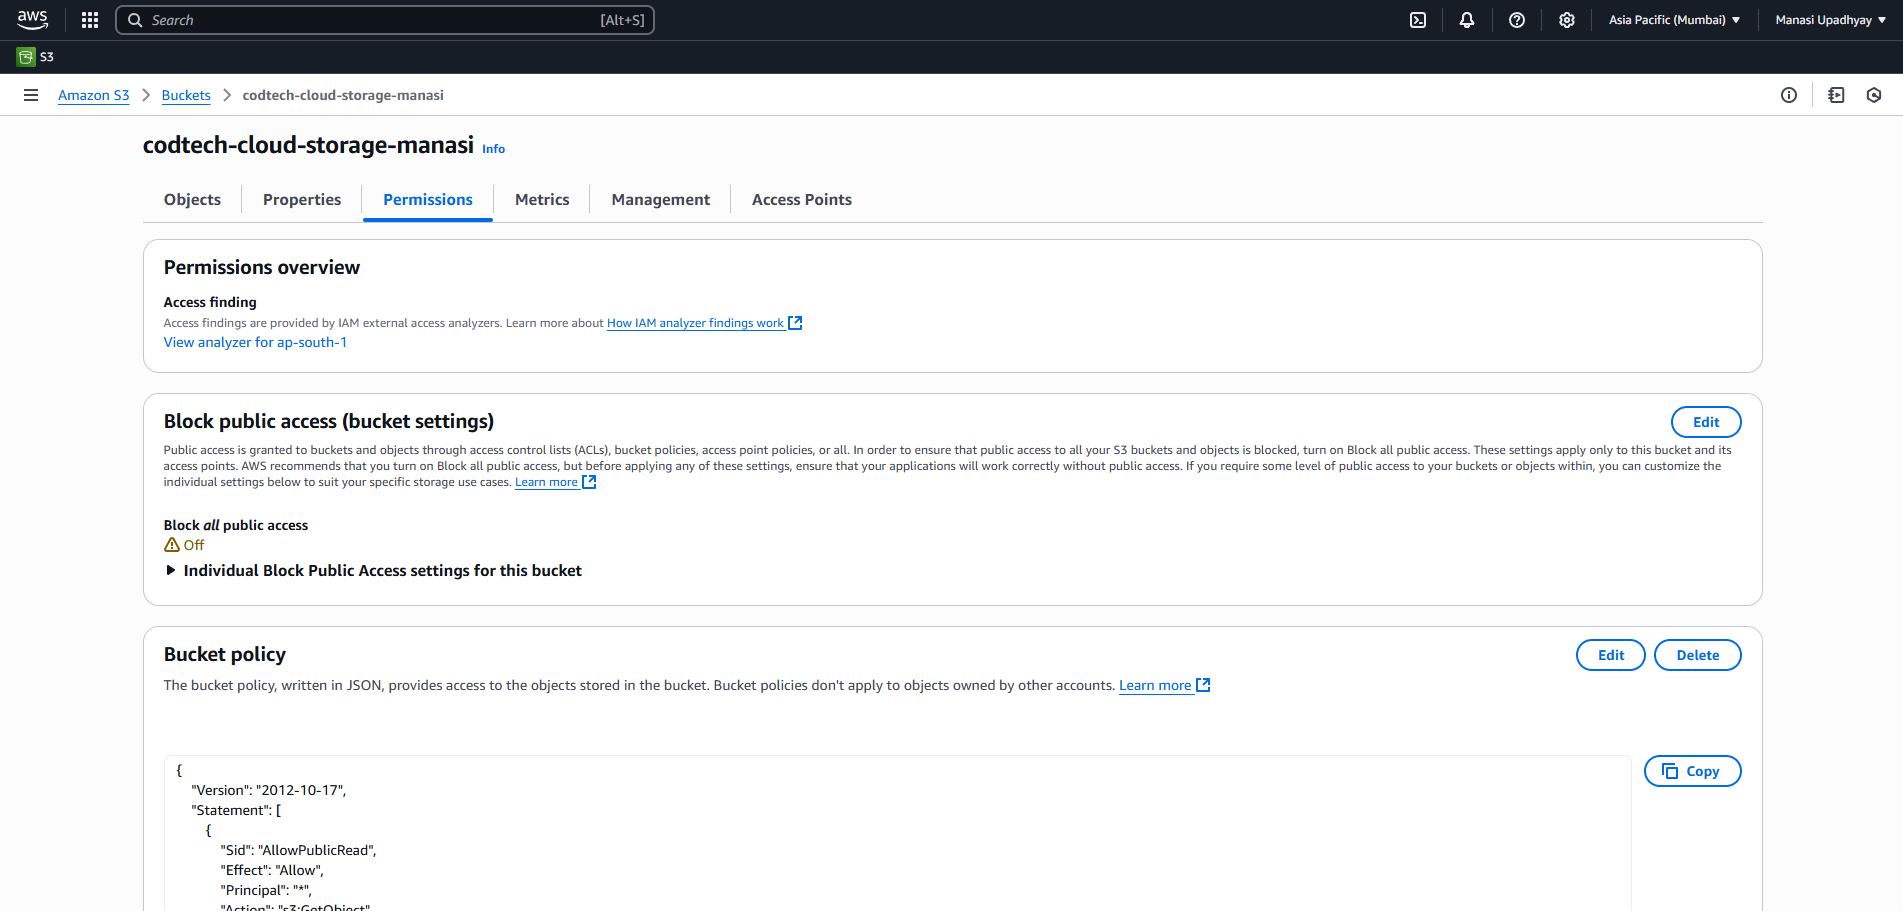 aws
Search
[Alt+S]
Asia Pacific (Mumbai)
Manasi Upadhyay
S3
Amazon S3
Buckets
codtech-cloud-storage-manasi
codtech-cloud-storage-manasi Info
Objects
Properties
Permissions
Metrics
Management
Access Points
Permissions overview
Access finding
Access findings are provided by IAM external access analyzers. Learn more about How IAM analyzer findings work
View analyzer for ap-south-1
Block public access (bucket settings)
Edit
Public access is granted to buckets and objects through access control lists (ACLs), bucket policies, access point policies, or all. In order to ensure that public access to all your S3 buckets and objects is blocked, turn on Block all public access. These settings apply only to this bucket and its
access points. AWS recommends that you turn on Block all public access, but before applying any of these settings, ensure that your applications will work correctly without public access. If you require some level of public access to your buckets or objects within, you can customize the
individual settings below to suit your specific storage use cases. Learn more
Block all public access
Off
Individual Block Public Access settings for this bucket
Bucket policy
Edit
Delete
The bucket policy, written in JSON, provides access to the objects stored in the bucket. Bucket policies don't apply to objects owned by other accounts. Learn more
Copy
{
"Version": "2012-10-17",
"Statement": [
{
"Sid": "AllowPublicRead",
"Effect": "Allow",
"Principal": "*",
"Action": "s3:GetObject",